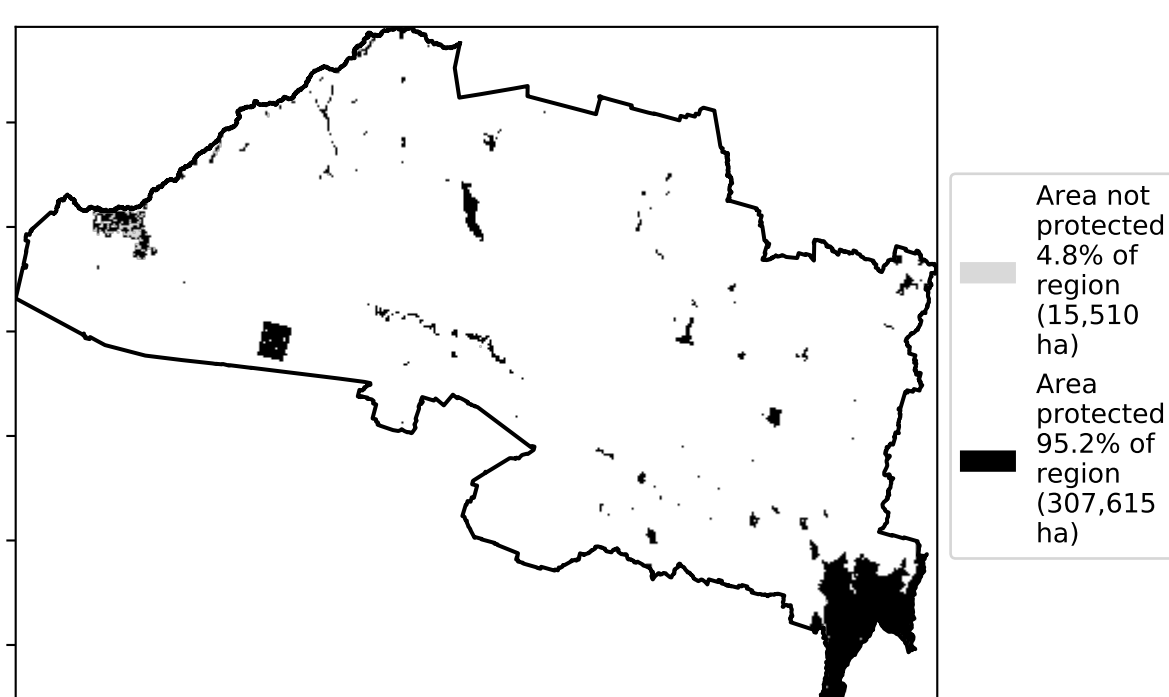 Area not
protected
4.8% of
region
(15,510
ha)
Area
protected
95.2% of
region
(307,615
ha)